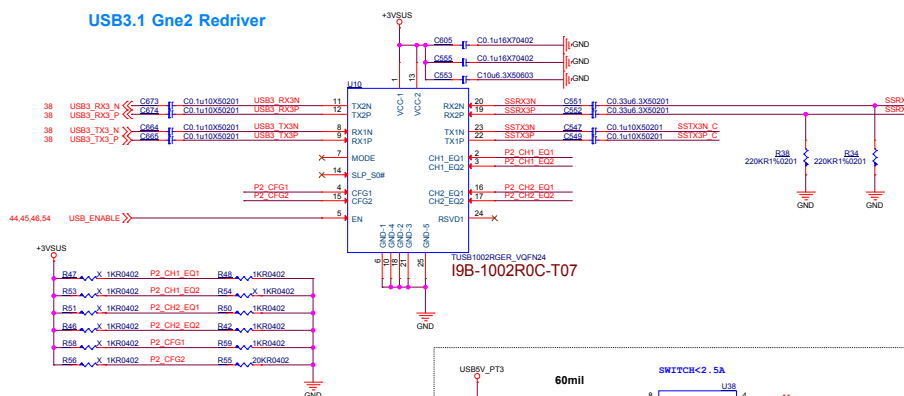 USB3.1 Gne2 Redriver
+3VSUS
C605 C0.1u16X70402 GND
C555 C0.1u16X70402 GND
C553 C10u6.3X50603 GND
U10
1 13
VCC-1 VCC-2
38 USB3_RX3_N C673 C0.1u10X50201 USB3_RX3N 11 TX2N RX2N 20 SSRX3N C551 C0.33u6.3X50201 SSRX
38 USB3_RX3_P C674 C0.1u10X50201 USB3_RX3P 12 TX2P RX2P 19 SSRX3P C552 C0.33u6.3X50201 SSRX
38 USB3_TX3_N C664 C0.1u10X50201 USB3_TX3N 8 RX1N TX1N 23 SSTX3N C547 C0.1u10X50201 SSTX3N_C
38 USB3_TX3_P C665 C0.1u10X50201 USB3_TX3P 9 RX1P TX1P 22 SSTX3P C549 C0.1u10X50201 SSTX3P_C
R38 R34
220KR1%0201 220KR1%0201
GND GND
7 MODE CH1_EQ1 2 P2_CH1_EQ1
CH1_EQ2 3 P2_CH1_EQ2
14 SLP_S0#
P2_CFG1 4 CFG1 CH2_EQ1 16 P2_CH2_EQ1
P2_CFG2 15 CFG2 CH2_EQ2 17 P2_CH2_EQ2
44,45,46,54 USB_ENABLE 5 EN RSVD1 24
GND-1 GND-4 GND-2 GND-3 GND-5
6 10 18 21 25
TUSB1002RGER_VQFN24
I9B-1002R0C-T07
GND
+3VSUS
R47 X_1KR0402 P2_CH1_EQ1 R48 1KR0402
R53 X_1KR0402 P2_CH1_EQ2 R54 X_1KR0402
R51 X_1KR0402 P2_CH2_EQ1 R50 1KR0402
R46 X_1KR0402 P2_CH2_EQ2 R42 1KR0402
R58 X_1KR0402 P2_CFG1 R59 1KR0402
R56 X_1KR0402 P2_CFG2 R55 20KR0402
GND
USB5V_PT3
60mil
SWITCH<2.5A
U38
8 4